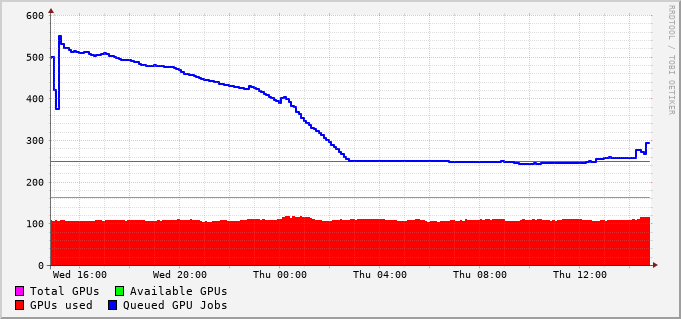 RRDTOOL / TOBI OETIKER
600
500
400
300
200
100
0
Wed 16:00 Wed 20:00 Thu 00:00 Thu 04:00 Thu 08:00 Thu 12:00
Total GPUs Available GPUs
GPUs used Queued GPU Jobs